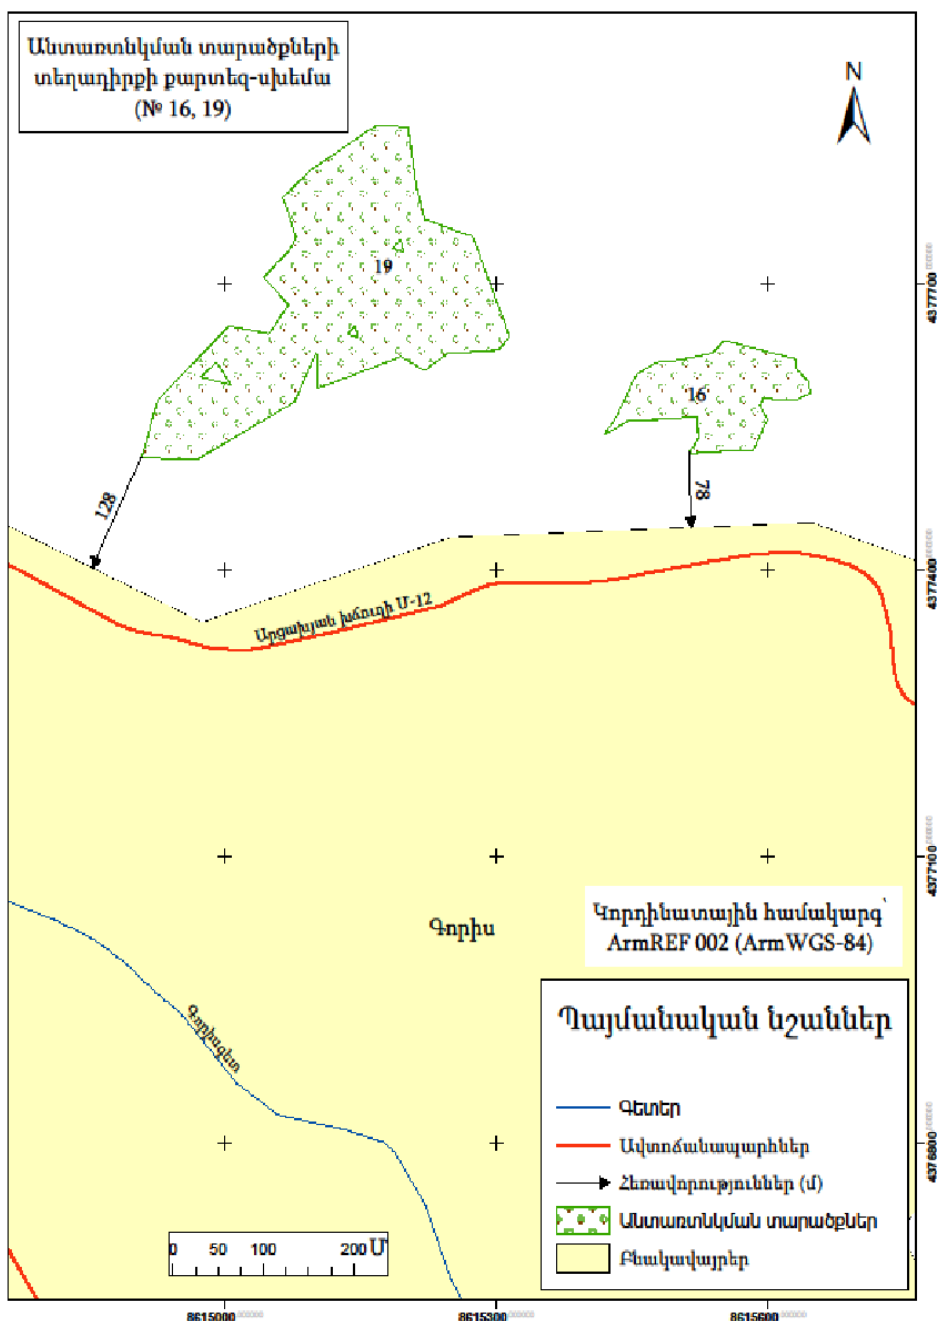 Անտառտնկման տարածքների
տեղադիրքի քարտեզ-սխեմա
(№ 16, 19)
N
19
16
4377700
128
78
4377400
Արցախյան խճուղի Մ-12
4377100
Գորիս
Կորդինատային համակարգ՝
ArmREF 002 (ArmWGS-84)
Գորիսգետ
Պայմանական նշաններ
Գետեր
Ավտոճանապարհներ
Հեռավորություններ (մ)
Անտառտնկման տարածքներ
Բնակավայրեր
4376800
0 50 100 200 Մ
8615000 8615300 8615600